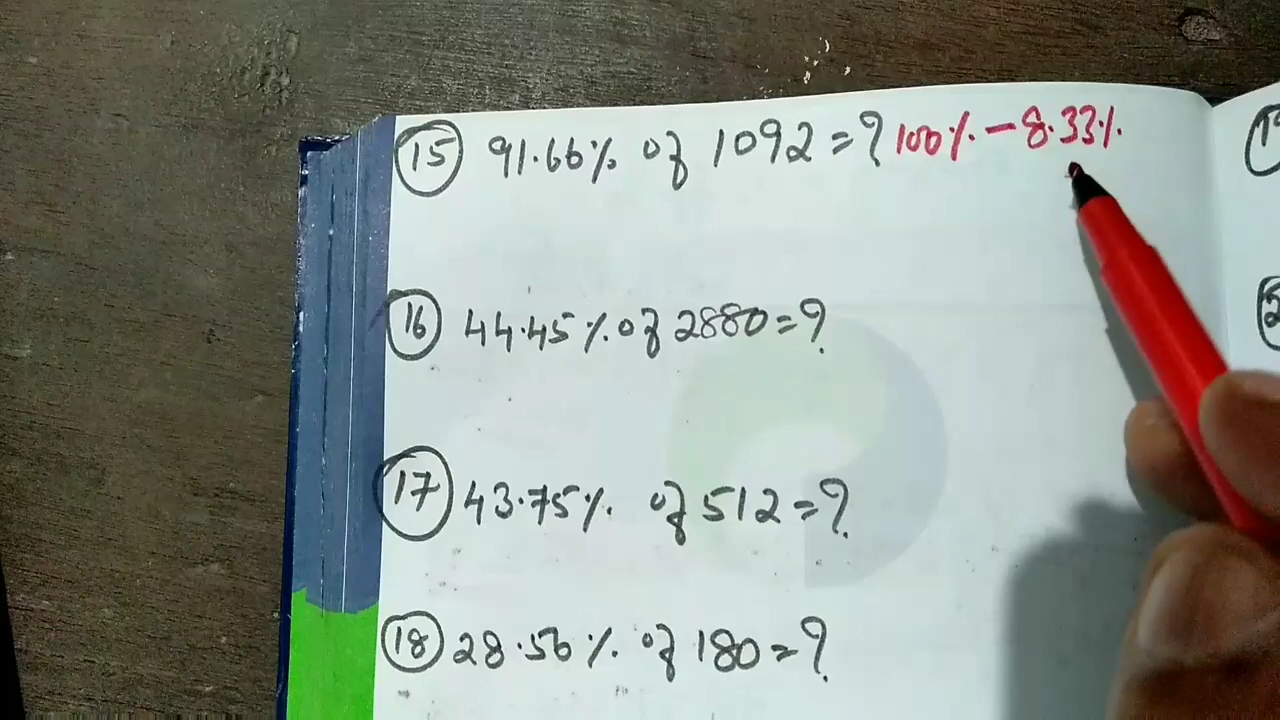 15 91.66% of 1092 = ? 100% - 8.33%
16 44.45% of 2880 = ?
17 43.75% of 512 = ?
18 28.56% of 180 = ?